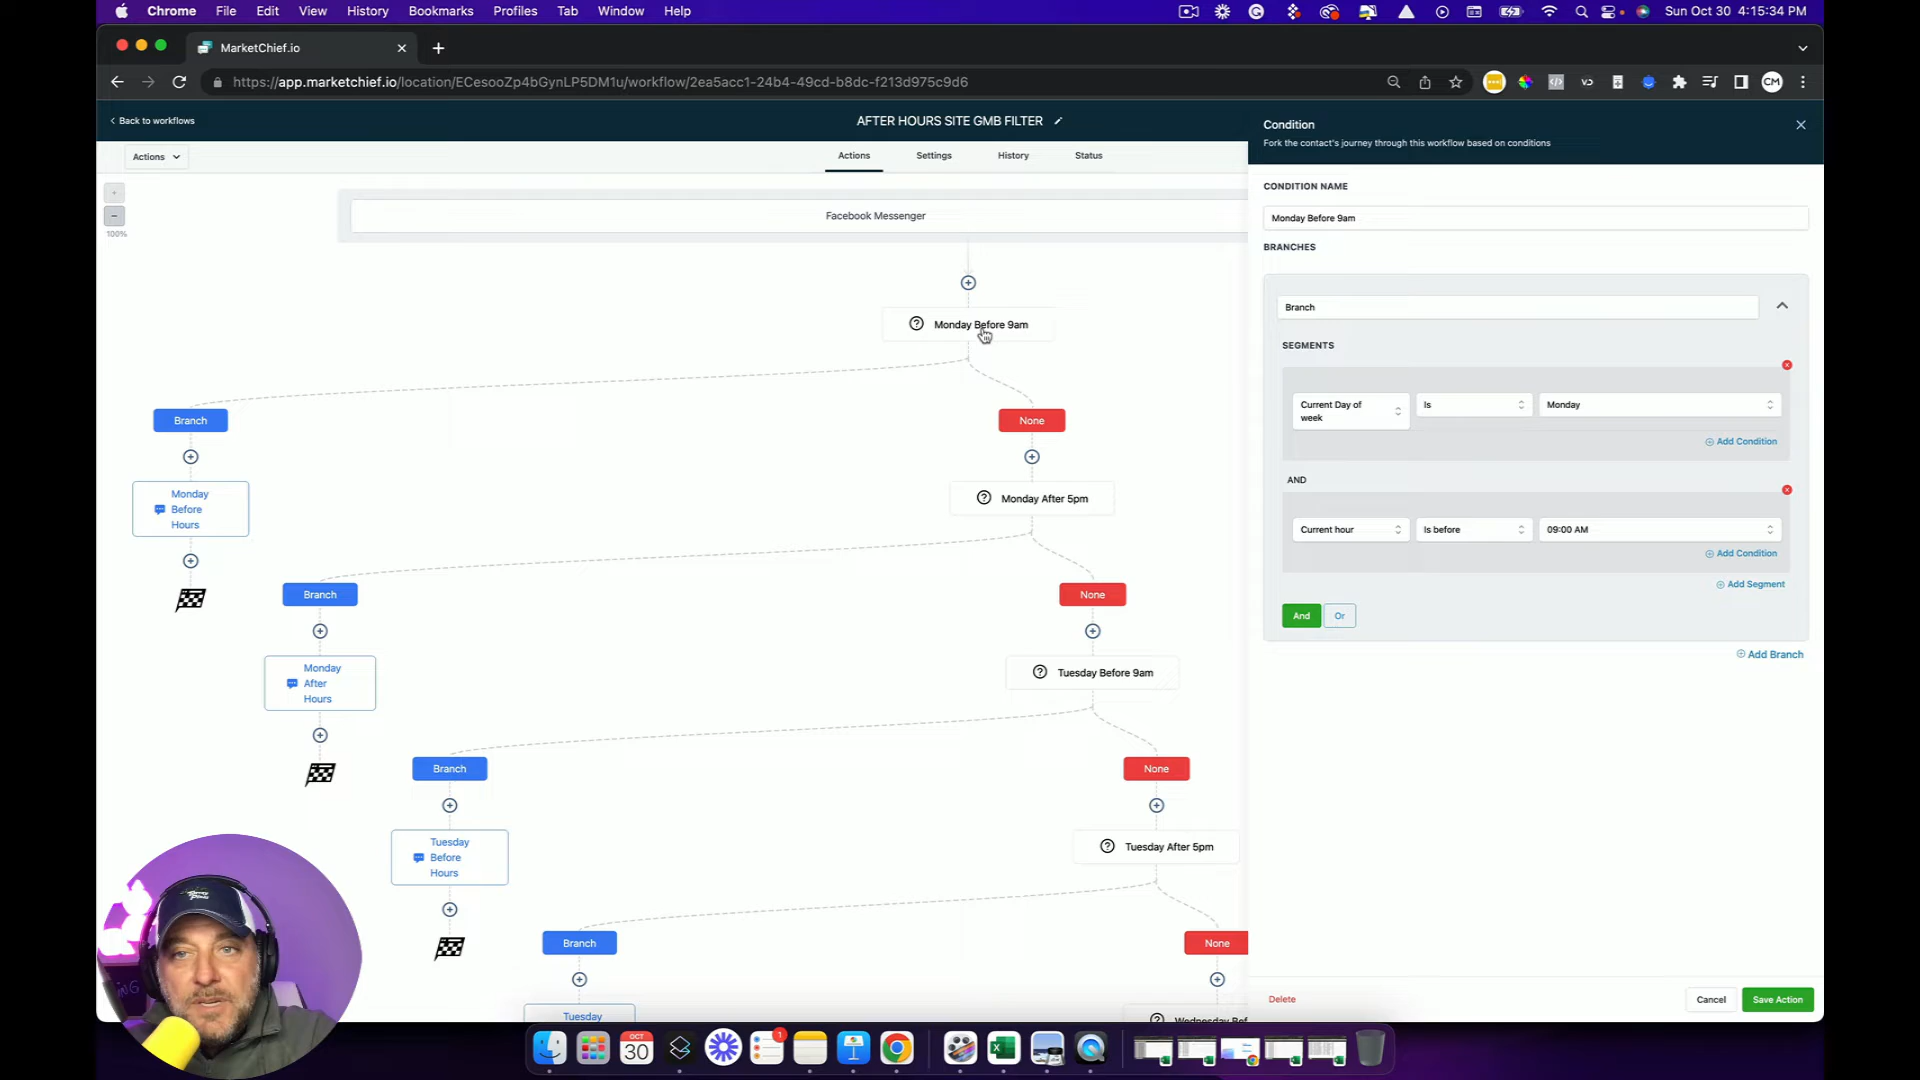 Chrome File Edit View History Bookmarks Profiles Tab Window Help Sun Oct 30 4:15:34 PM
MarketChief.io
https://app.marketchief.io/location/ECesooZp4bGynLP5DM1u/workflow/2ea5acc1-24b4-49cd-b8dc-f213d975c9d6
CM
Back to workflows
AFTER HOURS SITE GMB FILTER
Actions
Actions Settings History Status
100%
Facebook Messenger
Monday Before 9am
Branch
None
Monday
Before
Hours
Monday After 5pm
Branch
None
Monday
After
Hours
Tuesday Before 9am
Branch
None
Tuesday
Before
Hours
Tuesday After 5pm
Branch
None
Tuesday
Wednesday Bef
Condition
Fork the contact's journey through this workflow based on conditions
CONDITION NAME
Monday Before 9am
BRANCHES
Branch
SEGMENTS
Current Day of
week
Is
Monday
Add Condition
AND
Current hour
Is before
09:00 AM
Add Condition
Add Segment
And Or
Add Branch
Delete
Cancel
Save Action
OCT
30
1